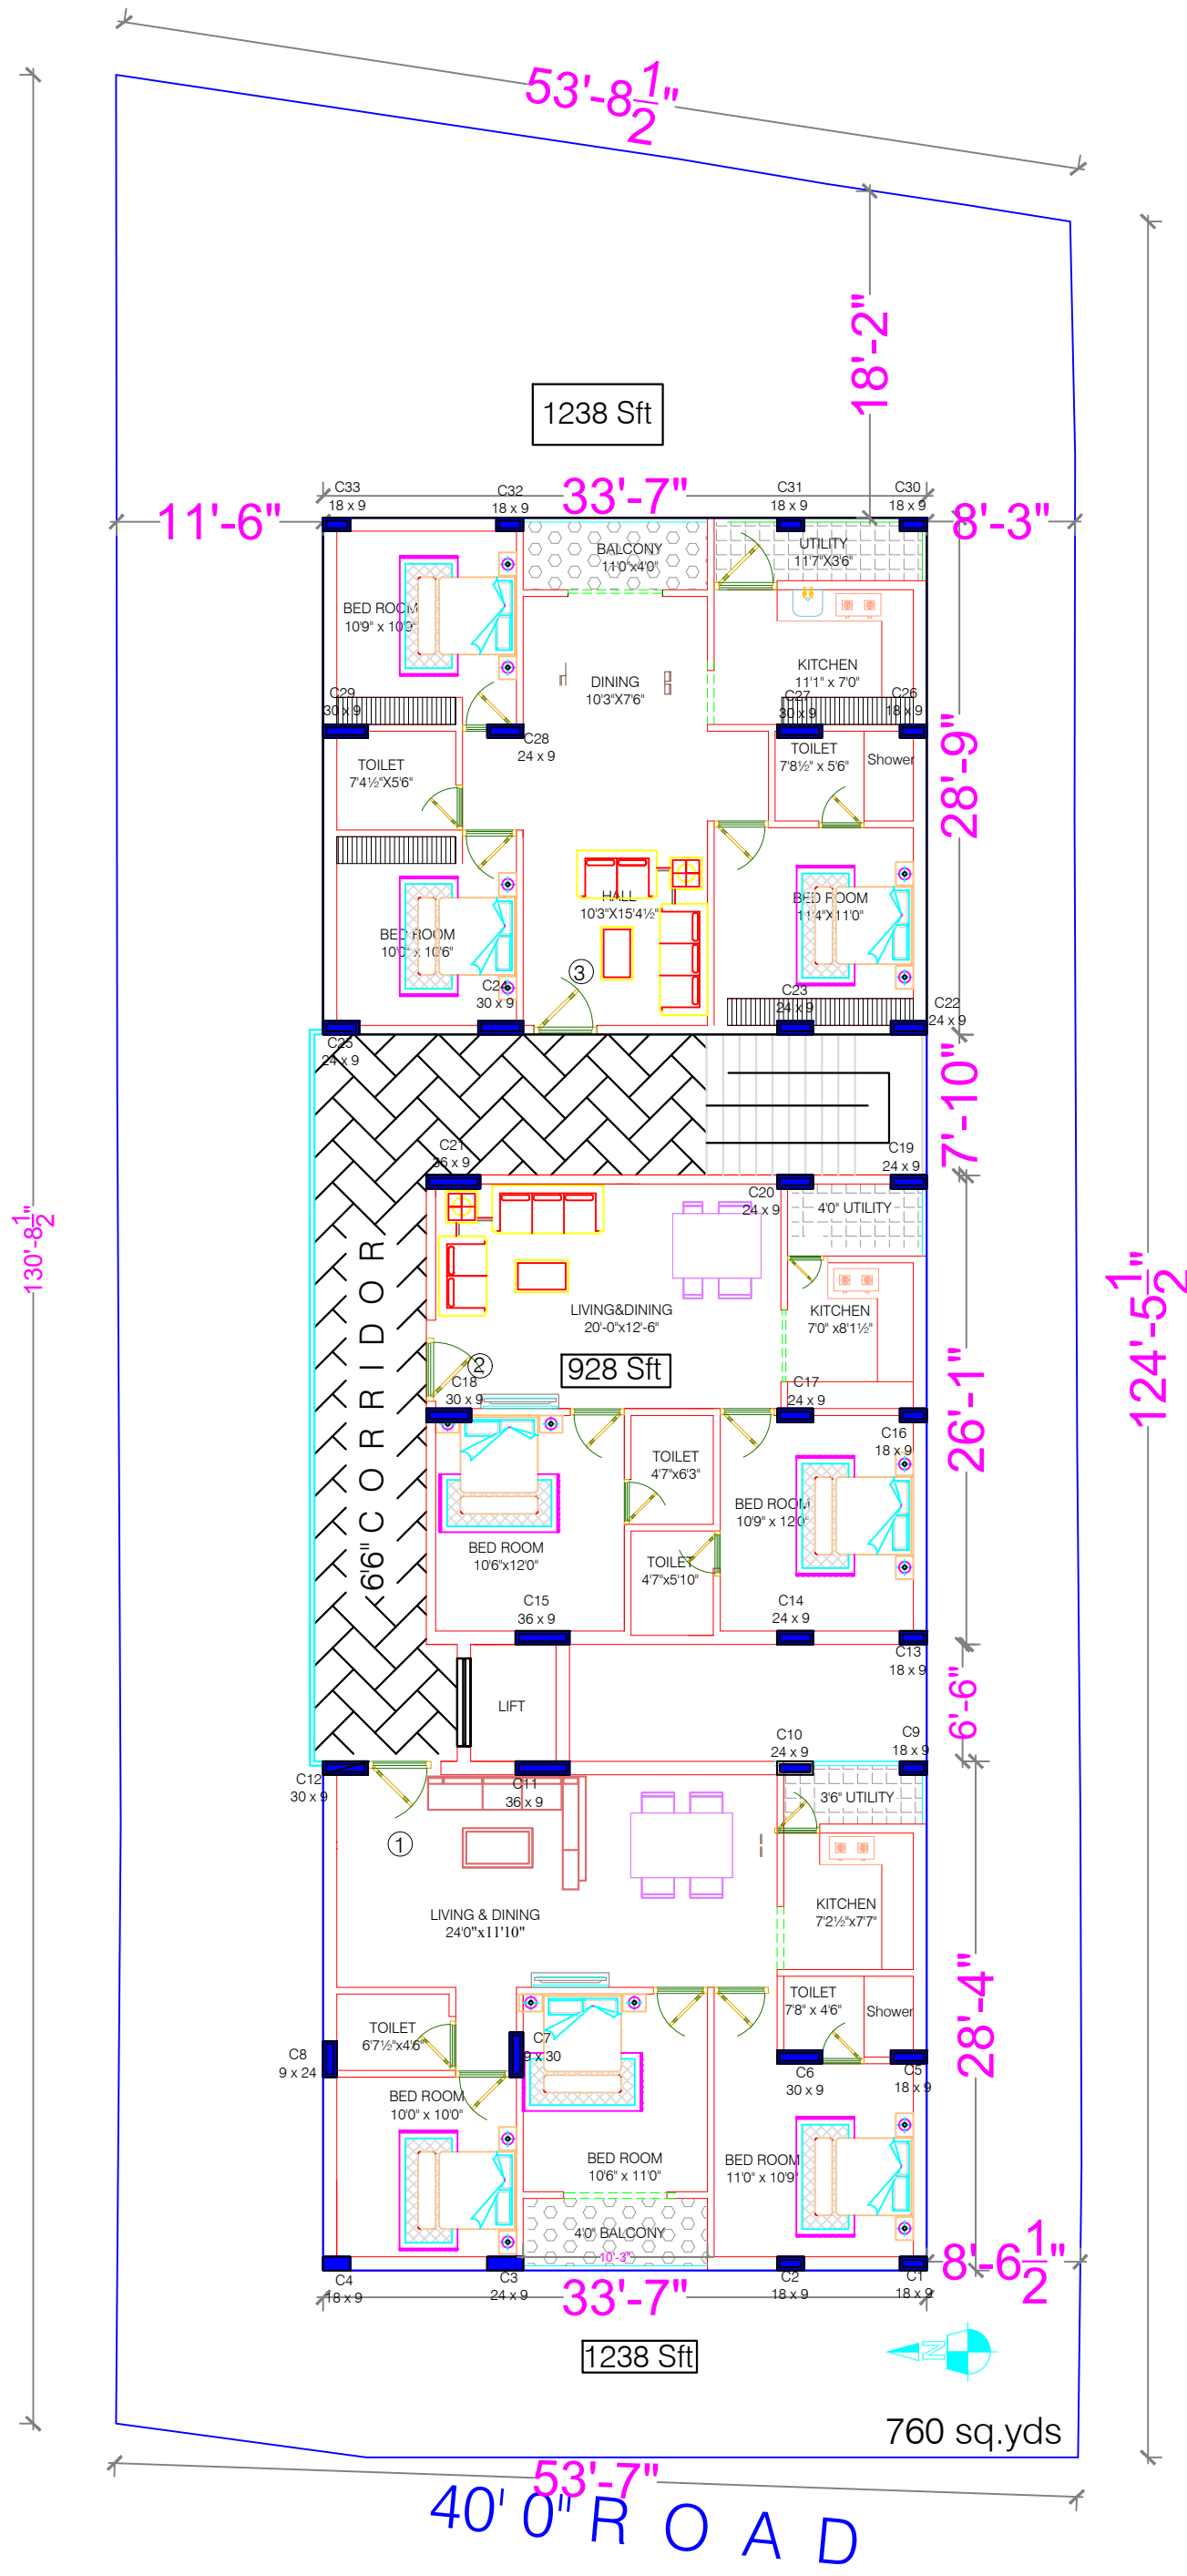 53'-8 1/2"
18'-2"
1238 Sft
C33
18 x 9
C32
18 x 9
33'-7"
C31
18 x 9
C30
18 x 9
11'-6"
8'-3"
BALCONY
11'0"x4'0"
UTILITY
11'7"X3'6"
BED ROOM
10'9" x 10'9"
DINING
10'3"X7'6"
KITCHEN
11'1" x 7'0"
C29
30 x 9
C27
30 x 9
C26
18 x 9
C28
24 x 9
TOILET
7'4½"X5'6"
TOILET
7'8½" x 5'6"
Shower
28'-9"
HALL
10'3"X15'4½"
BED ROOM
11'4"X11'0"
BED ROOM
10'0" x 10'6"
3
C24
30 x 9
C23
24 x 9
C22
24 x 9
C25
24 x 9
7'-10"
C21
36 x 9
C19
24 x 9
C20
24 x 9
4'0" UTILITY
130'-8 1/2"
124'-5 1/2"
6'6" CORRIDOR
LIVING&DINING
20'-0"x12'-6"
KITCHEN
7'0" x8'1½"
2
928 Sft
C18
30 x 9
C17
24 x 9
26'-1"
C16
18 x 9
TOILET
4'7"x6'3"
BED ROOM
10'9" x 12'0"
BED ROOM
10'6"x12'0"
TOILET
4'7"x5'10"
C15
36 x 9
C14
24 x 9
C13
18 x 9
LIFT
6'-6"
C10
24 x 9
C9
18 x 9
C12
30 x 9
C11
36 x 9
3'6" UTILITY
1
KITCHEN
7'2½"x7'7"
LIVING & DINING
24'0"x11'10"
28'-4"
TOILET
7'8" x 4'6"
Shower
TOILET
6'7½"x4'6"
C8
9 x 24
C7
9 x 30
C6
30 x 9
C5
18 x 9
BED ROOM
10'0" x 10'0"
BED ROOM
10'6" x 11'0"
BED ROOM
11'0" x 10'9"
4'0" BALCONY
10'-3"
8'-6 1/2"
C4
18 x 9
C3
24 x 9
33'-7"
C2
18 x 9
C1
18 x 9
1238 Sft
N
760 sq.yds
53'-7"
40' 0" ROAD